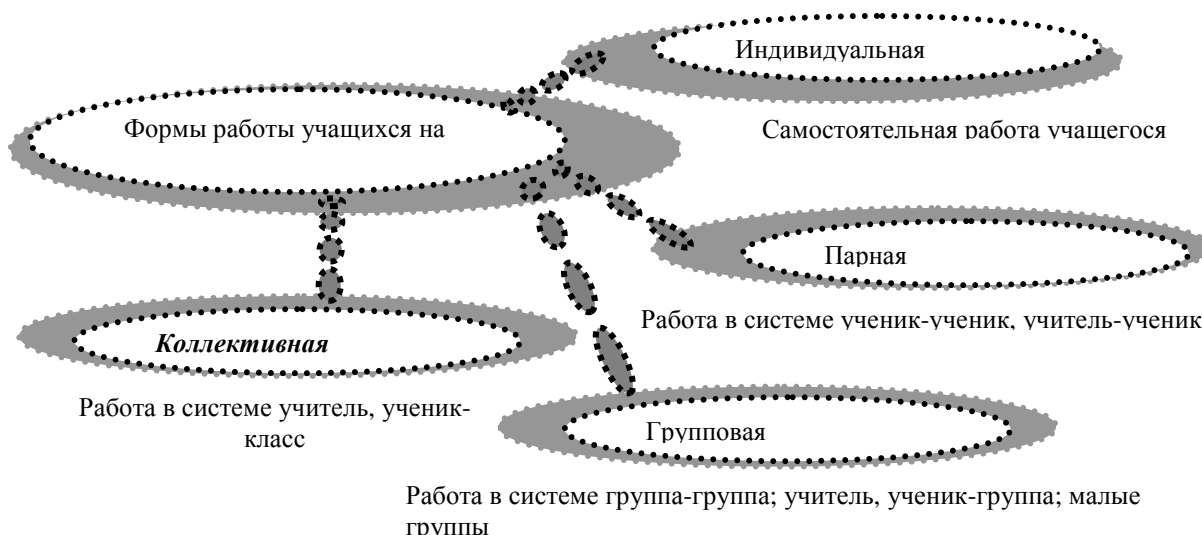 Индивидуальная
Формы работы учащихся на
Самостоятельная работа учащегося
Парная
Работа в системе ученик-ученик, учитель-ученик
Коллективная
Работа в системе учитель, ученик-
класс
Групповая
Работа в системе группа-группа; учитель, ученик-группа; малые
группы